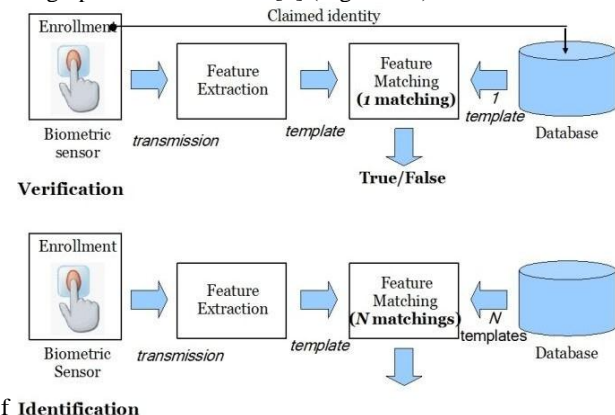 Claimed identity
Enrollment
Feature
Extraction
Feature
Matching
(1 matching)
1
template
Biometric
sensor
transmission
template
Database
Verification
True/False
Enrollment
Feature
Extraction
Feature
Matching
(N matchings)
N
templates
Biometric
Sensor
transmission
template
Database
f Identification